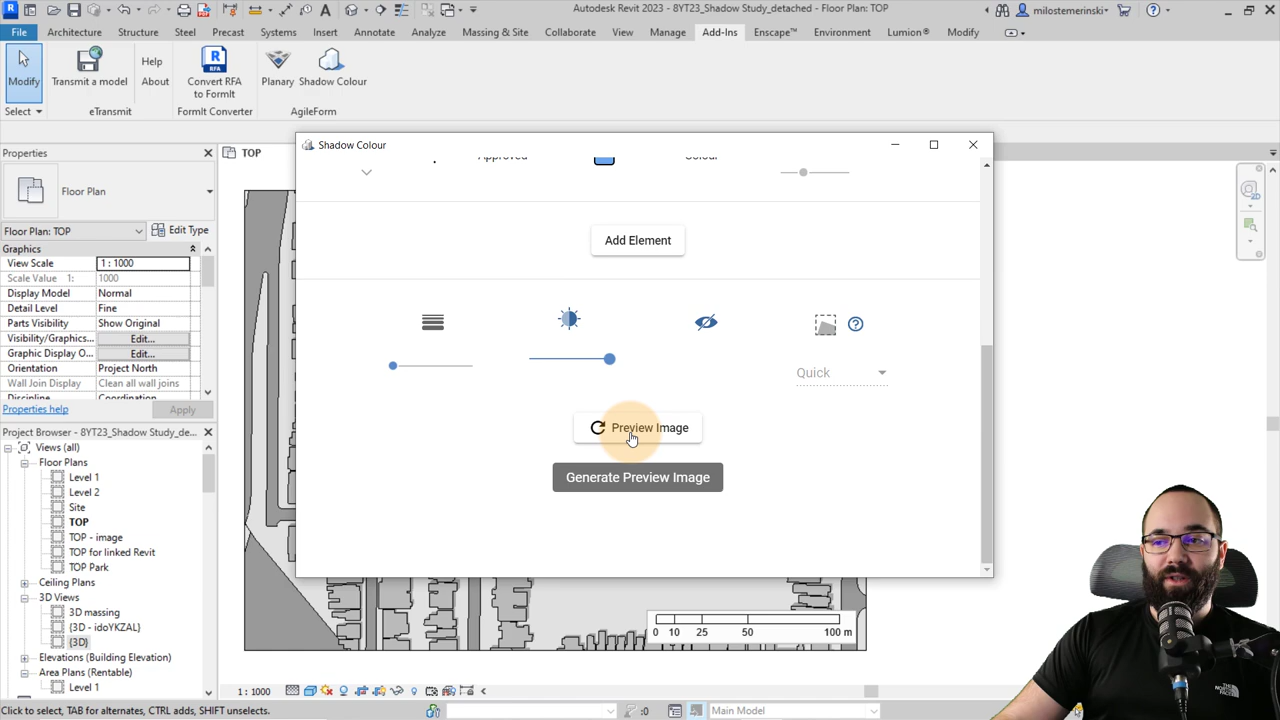 Autodesk Revit 2023 - 8YT23_Shadow Study_detached - Floor Plan: TOP
milostemerinski
File Architecture Structure Steel Precast Systems Insert Annotate Analyze Massing & Site Collaborate View Manage Add-Ins Enscape™ Environment Lumion® Modify
Modify
Transmit a model
Help
About
RFA
Convert RFA
to FormIt
Planary
Shadow Colour
Select
eTransmit
FormIt Converter
AgileForm
Properties
TOP
Floor Plan
Floor Plan: TOP
Edit Type
Graphics
View Scale 1 : 1000
Scale Value 1: 1000
Display Model Normal
Detail Level Fine
Parts Visibility Show Original
Visibility/Graphics... Edit...
Graphic Display O... Edit...
Orientation Project North
Wall Join Display Clean all wall joins
Discipline Coordination
Properties help
Apply
Project Browser - 8YT23_Shadow Study_de...
Views (all)
Floor Plans
Level 1
Level 2
Site
TOP
TOP - image
TOP for linked Revit
TOP Park
Ceiling Plans
3D Views
3D massing
{3D - idoYKZAL}
{3D}
Elevations (Building Elevation)
Area Plans (Rentable)
Level 1
Shadow Colour
Approved
Colour
Add Element
Quick
Preview Image
Generate Preview Image
2D
0 10 25 50 100 m
1 : 1000
Click to select, TAB for alternates, CTRL adds, SHIFT unselects.
:0
Main Model